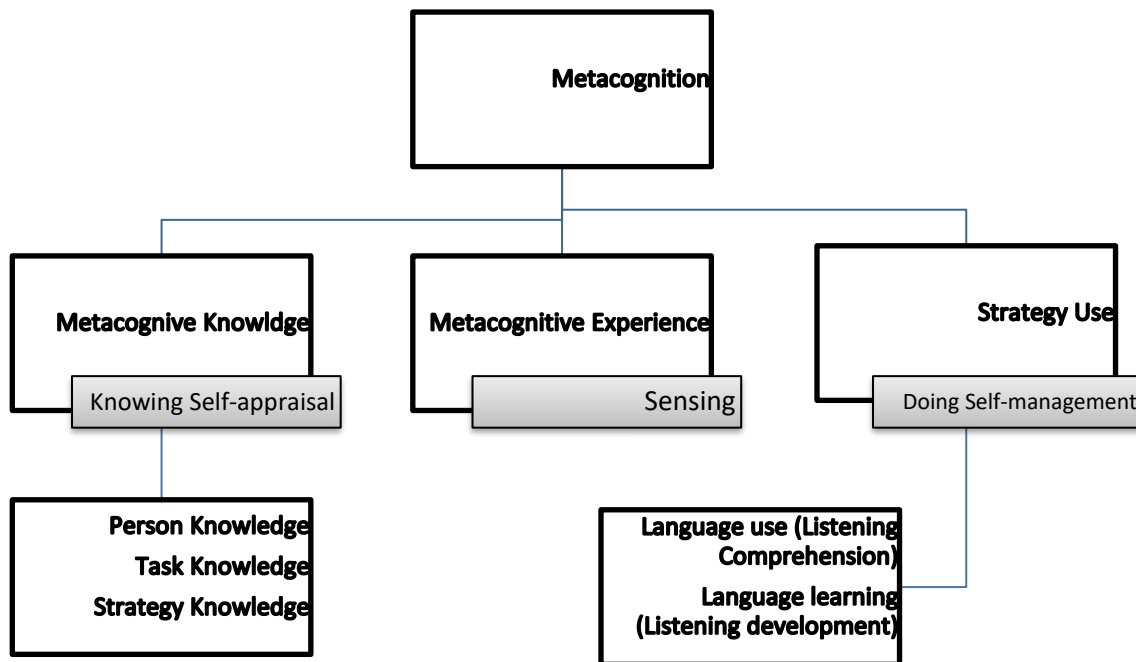 Metacognition
Metacognive Knowldge
Knowing Self-appraisal
Metacognitive Experience
Sensing
Strategy Use
Doing Self-management
Person Knowledge
Task Knowledge
Strategy Knowledge
Language use (Listening
Comprehension)
Language learning
(Listening development)